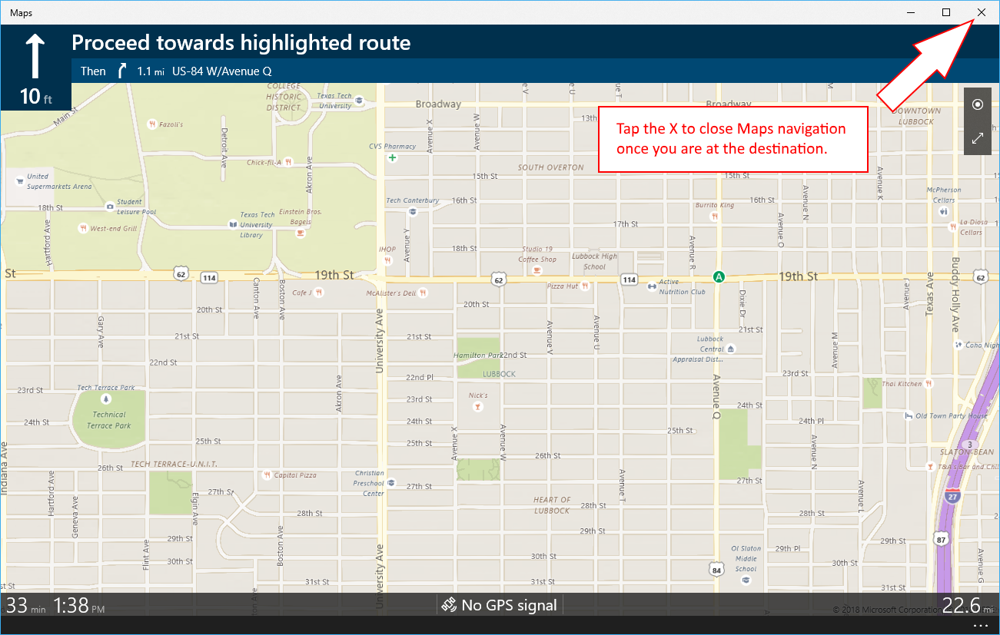 Maps
Proceed towards highlighted route
10 ft
Then 1.1 mi US-84 W/Avenue Q
Tap the X to close Maps navigation
once you are at the destination.
COLLEGE
HISTORIC
DISTRICT
Texas Tech
University
Broadway
Broadway
DOWNTOWN
LUBBOCK
Main St
Fazoli's
Detroit Ave
Chick-fil-A
Akron Ave
CVS Pharmacy
Avenue X
Avenue W
13th
SOUTH OVERTON
15th St
15th St
Avenue K
United
Supermarkets Arena
18th St
Student
Leisure Pool
West-end Grill
Hartford Ave
Texas Tech
University
Library
Einstein Bros.
Bagels
Tech Canterbury
16th St
Avenue Y
Burrito King
16th St
Avenue N
Avenue O
McPherson
Cellars
La Diosa
Cellars
17th St
18th St
IHOP
Studio 19
Coffee Shop
Lubbock High
School
Avenue R
St
62
114
19th St
62
114
A
19th St
62
Texas Ave
Buddy Holly Ave
Canton Ave
Boston Ave
Cafe J
McAlister's Deli
Pizza Hut
Active
Nutrition Club
Dixie Dr
Avenue J
20th St
20th St
Gary Ave
21st St
University Ave
21st St
Avenue V
Avenue U
21st St
Avenue M
Lubbock
Central
Appraisal Dist...
22nd St
Hamilton Park
22nd St
LUBBOCK
22nd Pl
23rd St
23rd St
Tech Terrace Park
Technical
Terrace Park
Akron Ave
Nick's
23rd St
Avenue Q
24th St
Thai Kitchen
24th St
24th St
24th Pl
Old Town Party House
25th St
25th St
Avenue X
Avenue W
25th St
Avenue N
3
SLATON-BEAN
Indiana Ave
26th St
TECH TERRACE-U.N.I.T.
26th St
Capital Pizza
Christian
Preschool
Center
27th St
27th St
27th St
Avenue T
Avenue L
27
Hartford Ave
Geneva Ave
Elgin Ave
28th St
HEART OF
LUBBOCK
28th St
28th St
29th St
29th St
29th St
87
Flint Ave
Boston Ave
30th St
University Ave
30th St
Ol Slaton
Middle
School
29th Pl
84
30th St
Avenue G
31st St
31st St
31st St
33 min 1:38 PM
No GPS signal
© 2018 Microsoft Corporation
22.6 mi